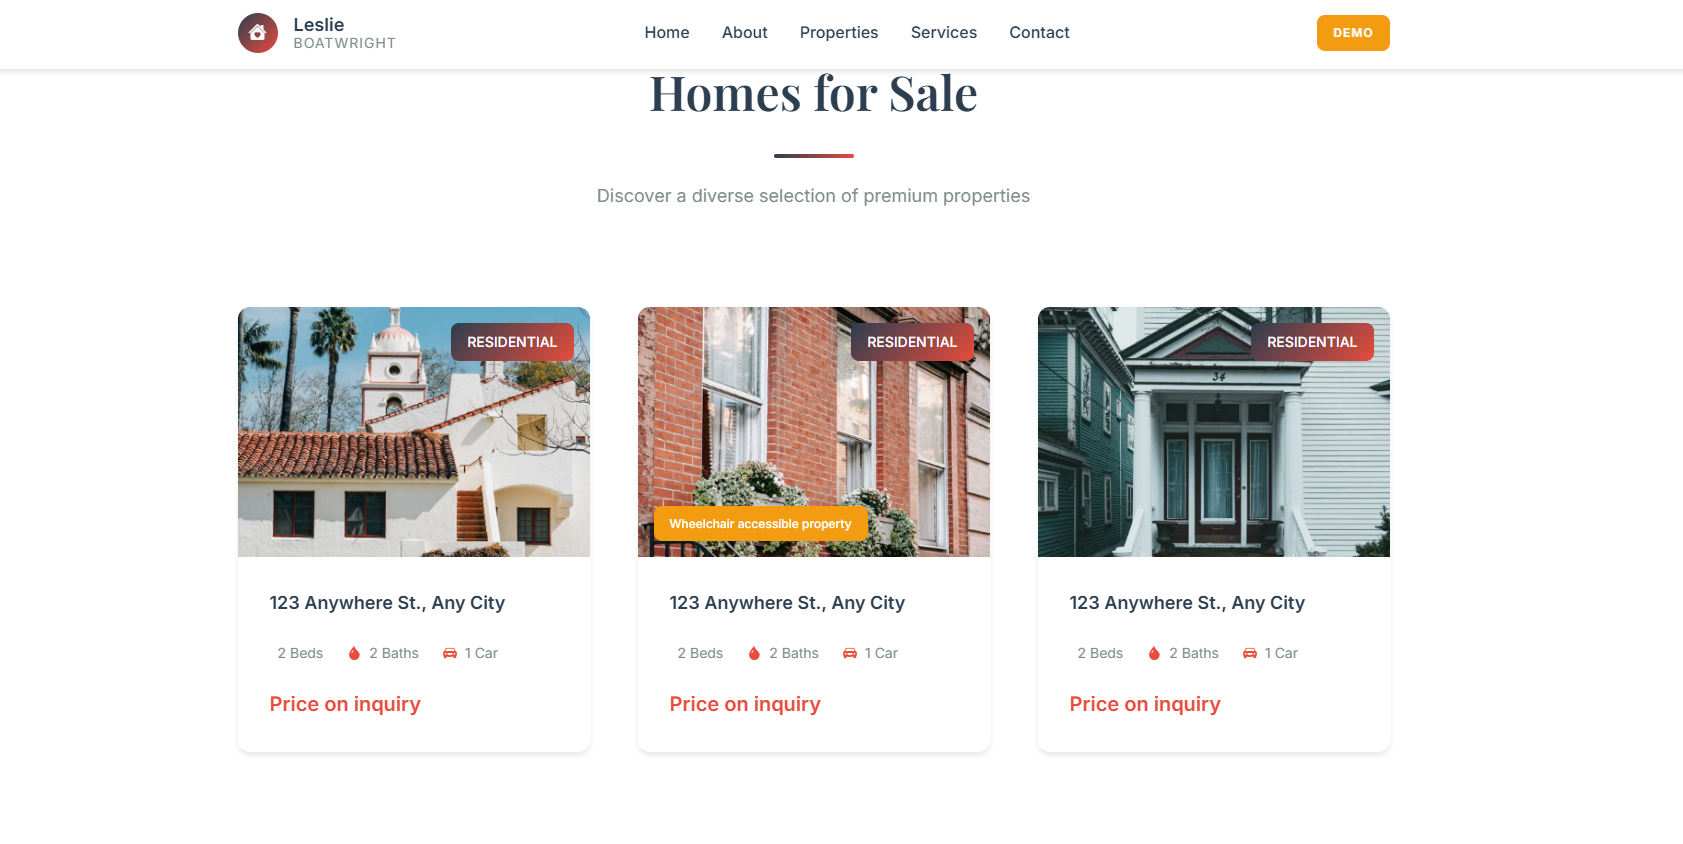 Leslie
BOATWRIGHT
Home
About
Properties
Services
Contact
DEMO
Homes for Sale
Discover a diverse selection of premium properties
RESIDENTIAL
RESIDENTIAL
RESIDENTIAL
34
Wheelchair accessible property
123 Anywhere St., Any City
2 Beds
2 Baths
1 Car
Price on inquiry
123 Anywhere St., Any City
2 Beds
2 Baths
1 Car
Price on inquiry
123 Anywhere St., Any City
2 Beds
2 Baths
1 Car
Price on inquiry